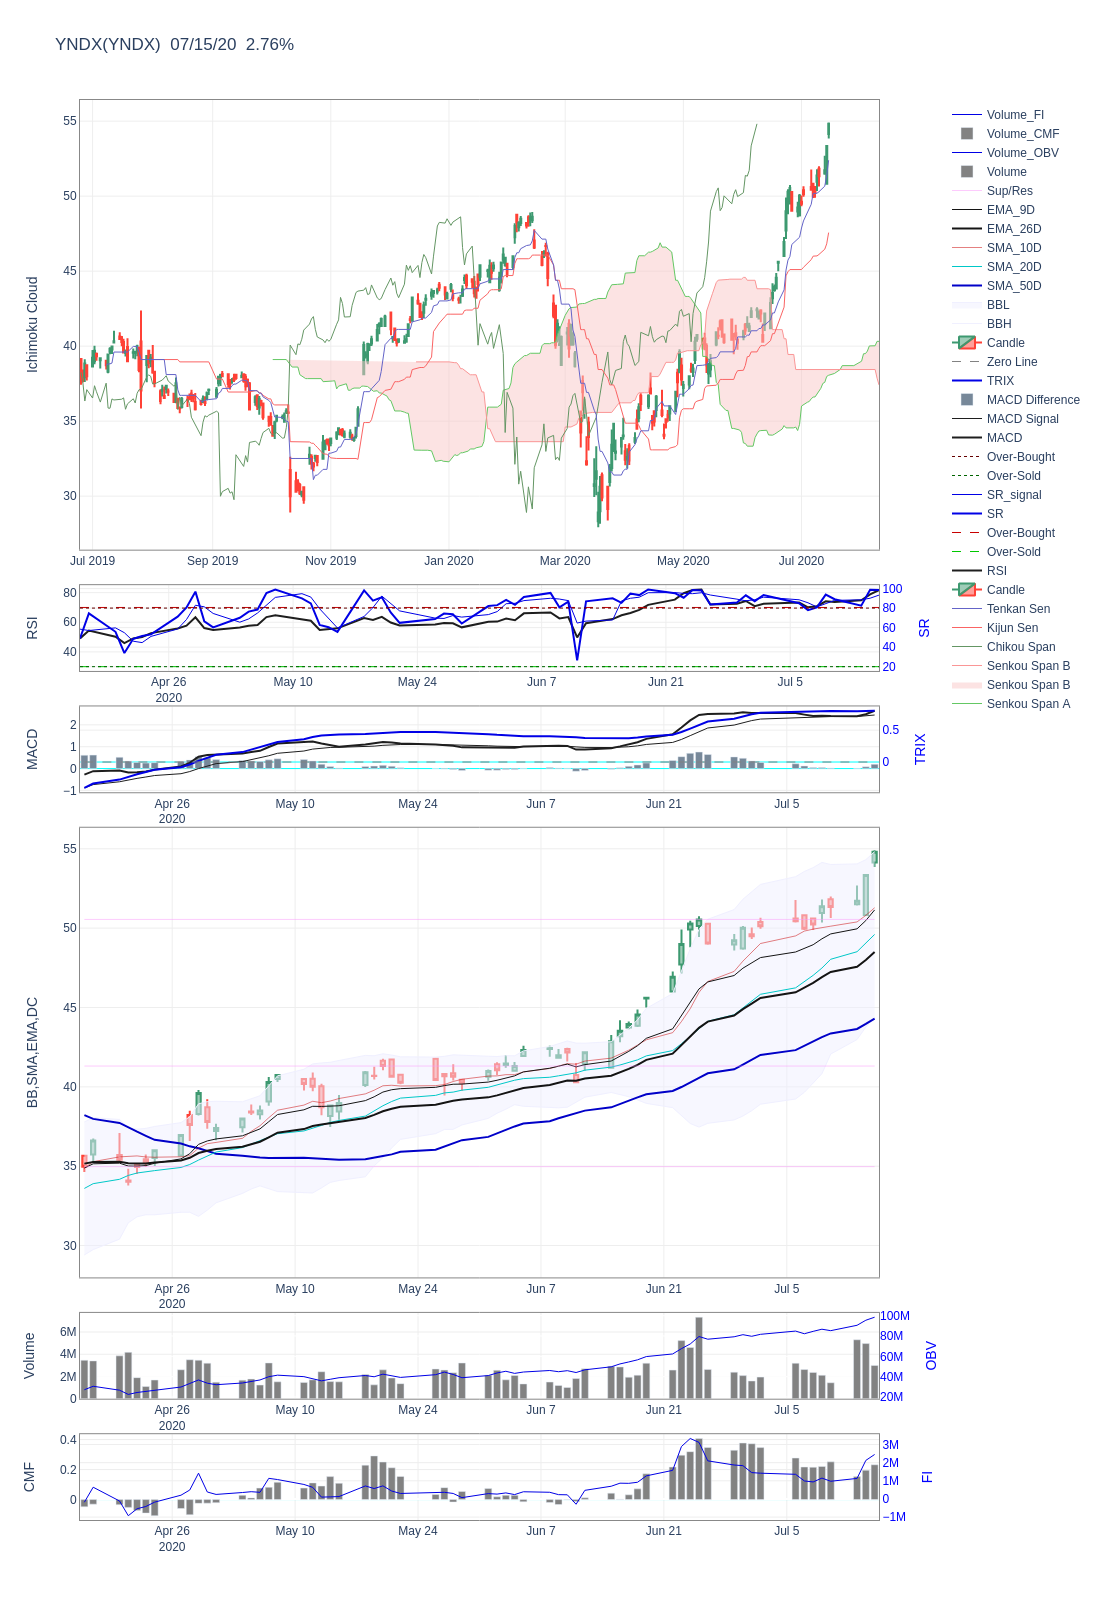 YNDX(YNDX)  07/15/20  2.76%
Ichimoku Cloud
55
50
45
40
35
30
Jul 2019 Sep 2019 Nov 2019 Jan 2020 Mar 2020 May 2020 Jul 2020
Volume_FI
Volume_CMF
Volume_OBV
Volume
Sup/Res
EMA_9D
EMA_26D
SMA_10D
SMA_20D
SMA_50D
BBL
BBH
Candle
Zero Line
TRIX
MACD Difference
MACD Signal
MACD
Over-Bought
Over-Sold
SR_signal
SR
Over-Bought
Over-Sold
RSI
Candle
Tenkan Sen
Kijun Sen
Chikou Span
Senkou Span B
Senkou Span B
Senkou Span A
RSI
80
60
40
100
80
60
40
20
SR
Apr 26 May 10 May 24 Jun 7 Jun 21 Jul 5
2020
MACD
2
1
0
−1
0.5
0
TRIX
Apr 26 May 10 May 24 Jun 7 Jun 21 Jul 5
2020
BB,SMA,EMA,DC
55
50
45
40
35
30
Apr 26 May 10 May 24 Jun 7 Jun 21 Jul 5
2020
Volume
6M
4M
2M
0
100M
80M
60M
40M
20M
OBV
Apr 26 May 10 May 24 Jun 7 Jun 21 Jul 5
2020
CMF
0.4
0.2
0
3M
2M
1M
0
−1M
FI
Apr 26 May 10 May 24 Jun 7 Jun 21 Jul 5
2020